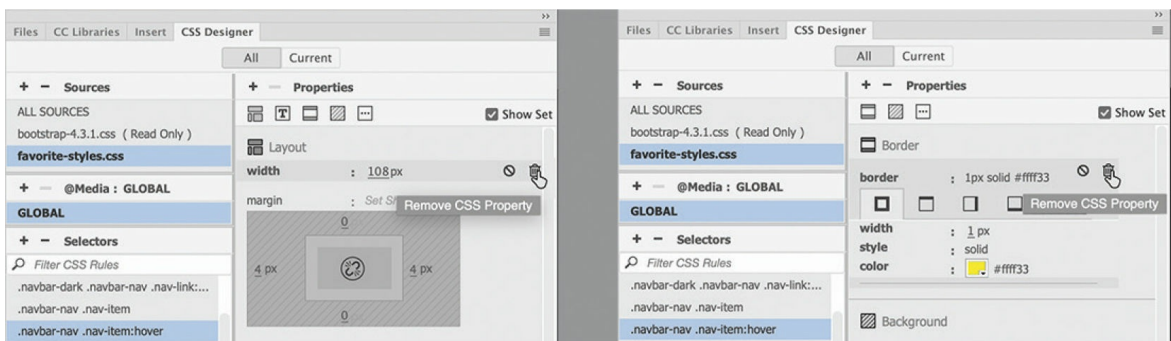 Files CC Libraries Insert CSS Designer
All Current
+ − Sources
ALL SOURCES
bootstrap-4.3.1.css ( Read Only )
favorite-styles.css
+ − @Media : GLOBAL
GLOBAL
+ − Selectors
Filter CSS Rules
.navbar-dark .navbar-nav .nav-link:...
.navbar-nav .nav-item
.navbar-nav .nav-item:hover
+ − Properties
T Show Set
Layout
width : 108 px
Remove CSS Property
margin : Set
0
4 px 4 px
0
Files CC Libraries Insert CSS Designer
All Current
+ − Sources
ALL SOURCES
bootstrap-4.3.1.css ( Read Only )
favorite-styles.css
+ − @Media : GLOBAL
GLOBAL
+ − Selectors
Filter CSS Rules
.navbar-dark .navbar-nav .nav-link:...
.navbar-nav .nav-item
.navbar-nav .nav-item:hover
+ − Properties
Show Set
Border
border : 1px solid #ffff33
Remove CSS Property
width : 1 px
style : solid
color : #ffff33
Background